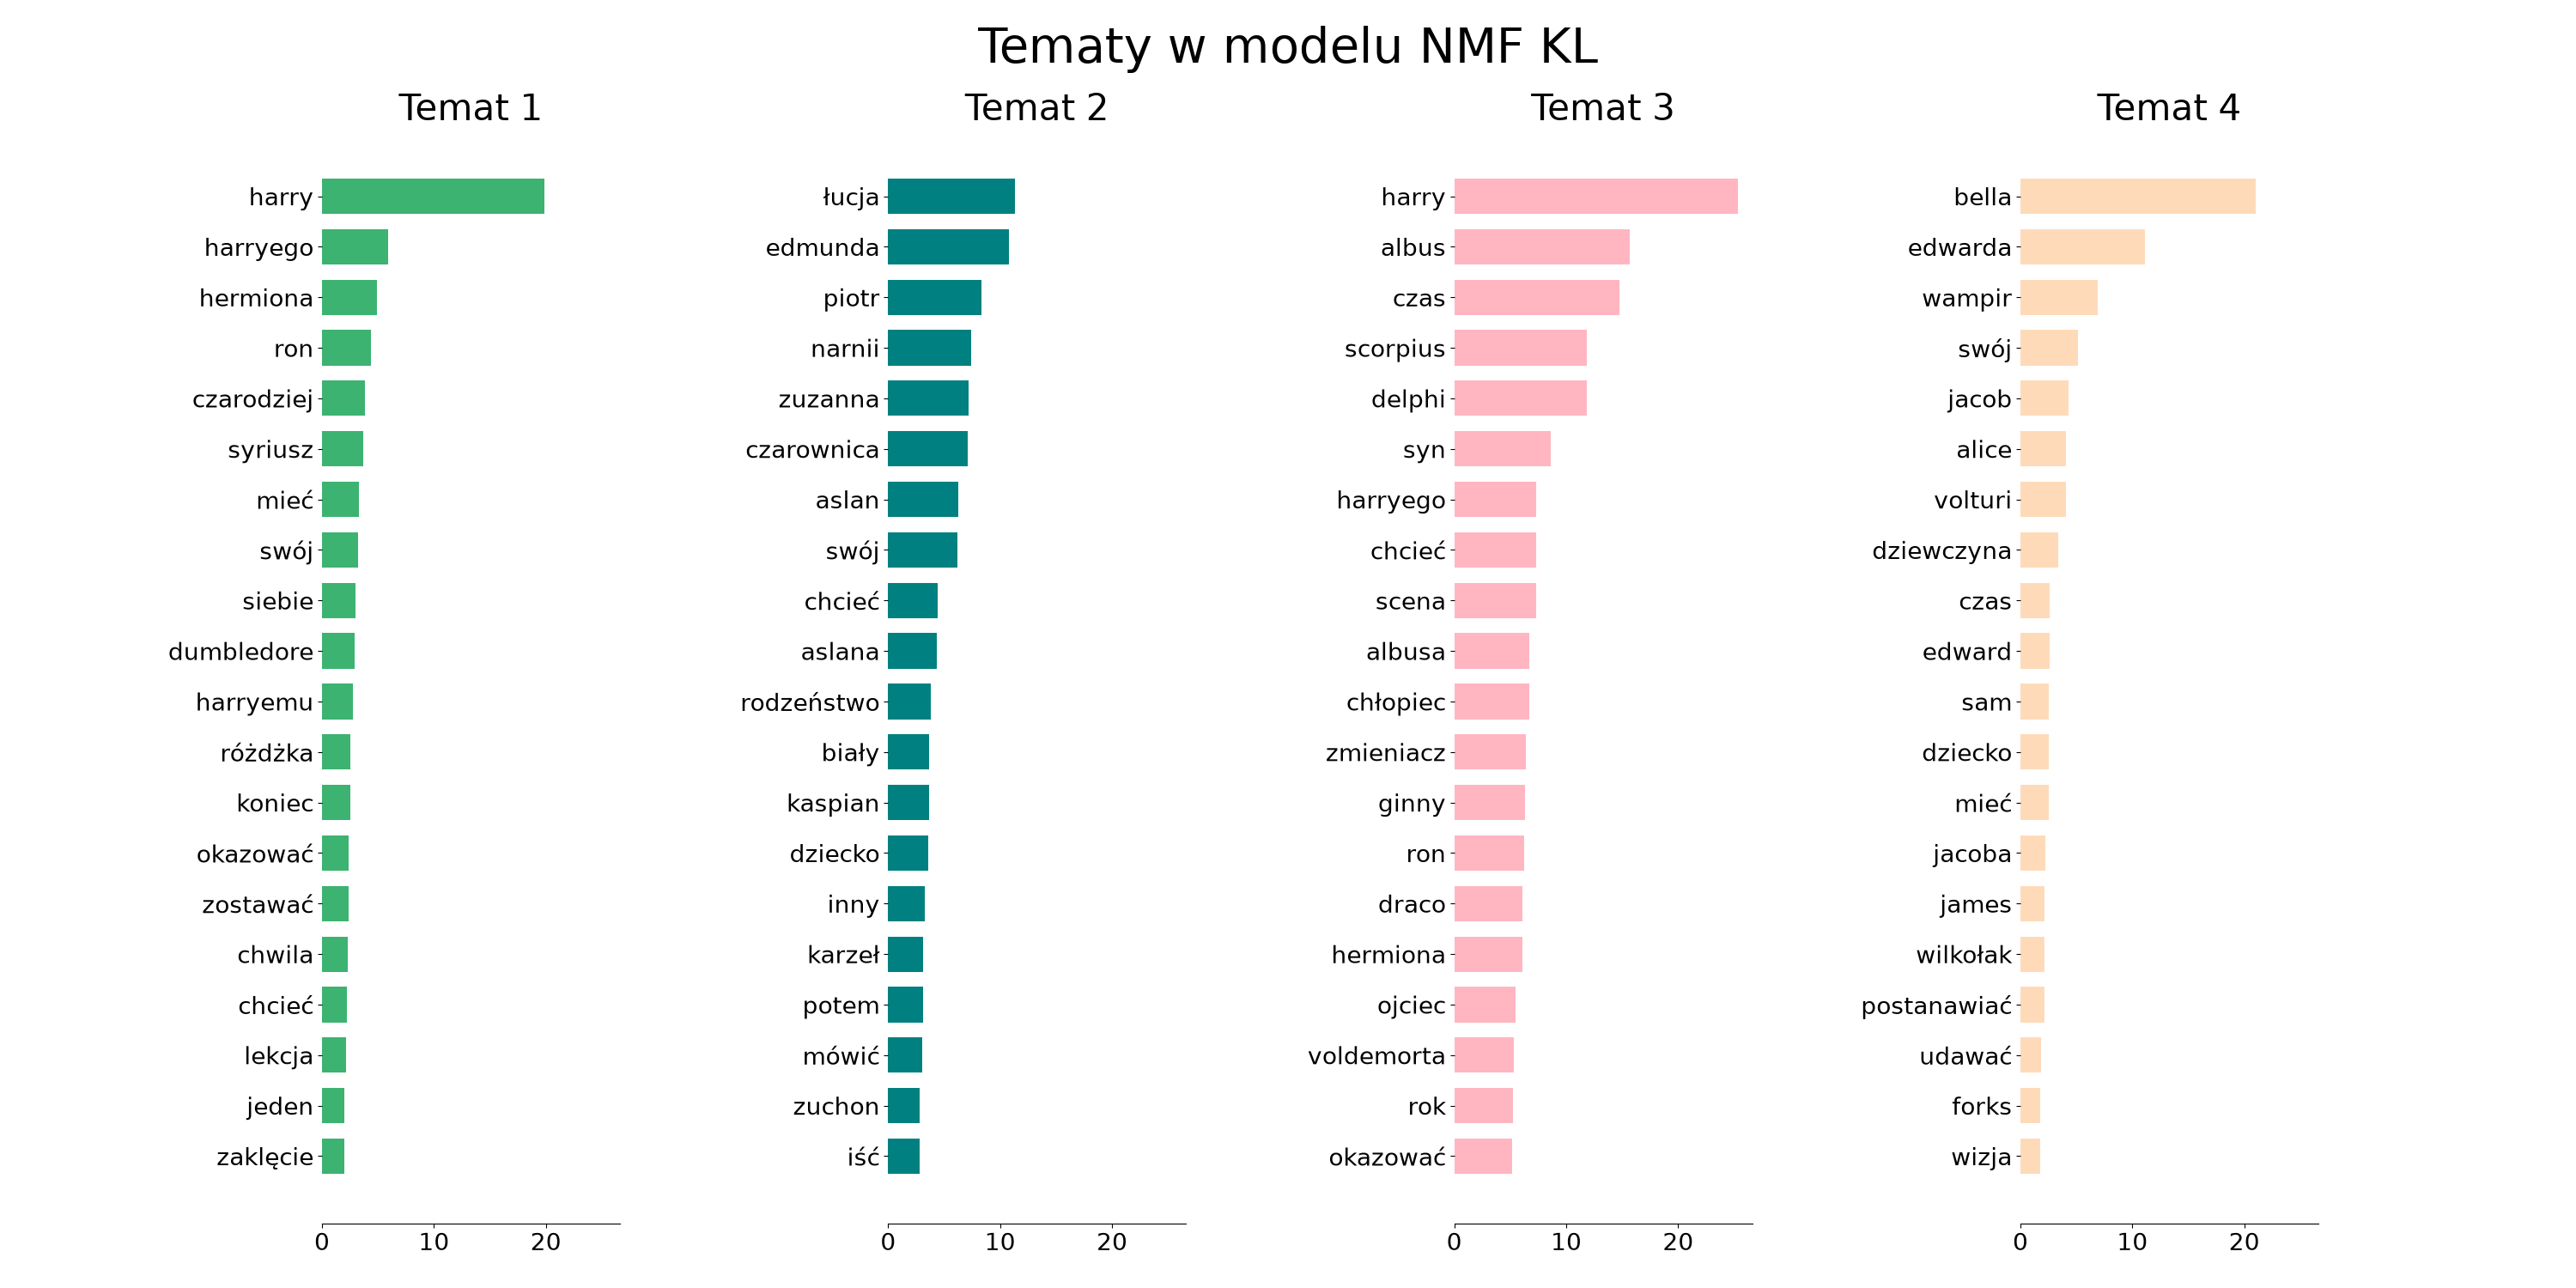 Tematy w modelu NMF KL
Temat 1
harry
harryego
hermiona
ron
czarodziej
syriusz
mieć
swój
siebie
dumbledore
harryemu
różdżka
koniec
okazować
zostawać
chwila
chcieć
lekcja
jeden
zaklęcie
0 10 20
Temat 2
łucja
edmunda
piotr
narnii
zuzanna
czarownica
aslan
swój
chcieć
aslana
rodzeństwo
biały
kaspian
dziecko
inny
karzeł
potem
mówić
zuchon
iść
0 10 20
Temat 3
harry
albus
czas
scorpius
delphi
syn
harryego
chcieć
scena
albusa
chłopiec
zmieniacz
ginny
ron
draco
hermiona
ojciec
voldemorta
rok
okazować
0 10 20
Temat 4
bella
edwarda
wampir
swój
jacob
alice
volturi
dziewczyna
czas
edward
sam
dziecko
mieć
jacoba
james
wilkołak
postanawiać
udawać
forks
wizja
0 10 20